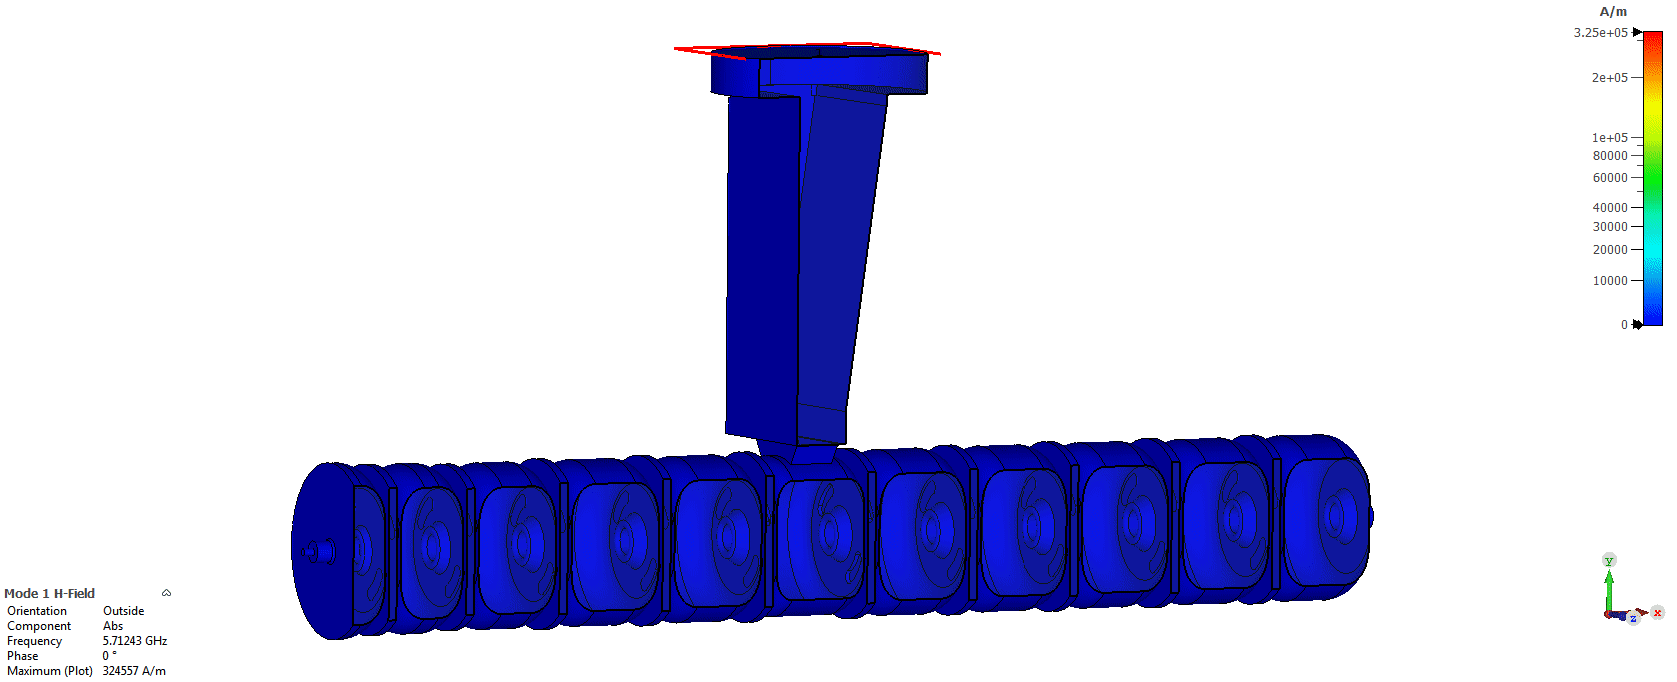 A/m
3.25e+05
2e+05
1e+05
80000
60000
40000
30000
20000
10000
0
Mode 1 H-Field
Orientation Outside
Component Abs
Frequency 5.71243 GHz
Phase 0 °
Maximum (Plot) 324557 A/m
y
z
x